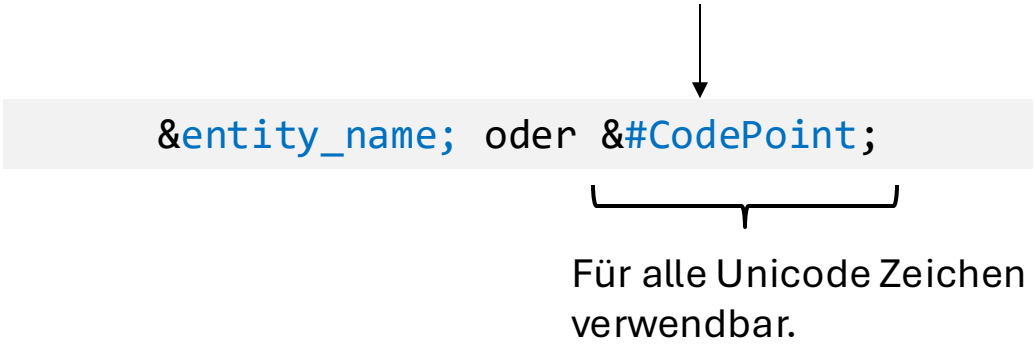 &entity_name; oder &#CodePoint;
Für alle Unicode Zeichen
verwendbar.